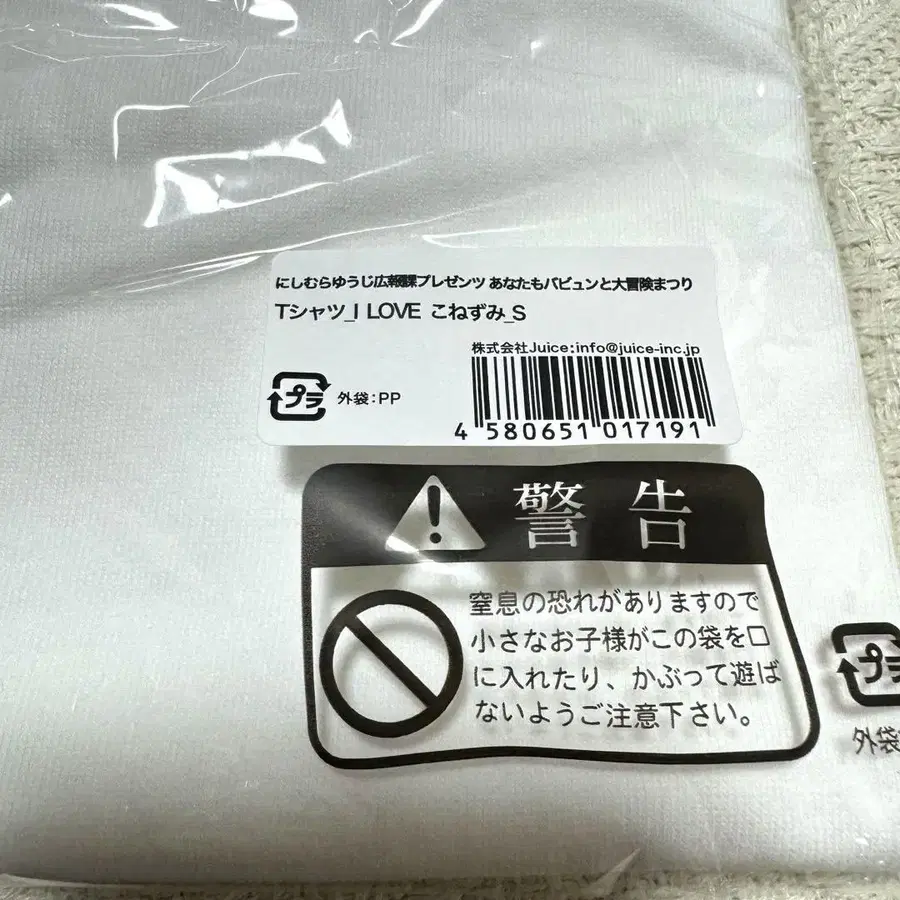 にしむらゆうじ広報課プレゼンツ あなたもバビュンと大冒険まつり
Tシャツ_I LOVE こねずみ_S
株式会社Juice:info@juice-inc.jp
プラ 外袋:PP
4 580651 017191
警告
窒息の恐れがありますので
小さなお子様がこの袋を口
に入れたり、かぶって遊ば
ないようご注意下さい。
プラ
外袋